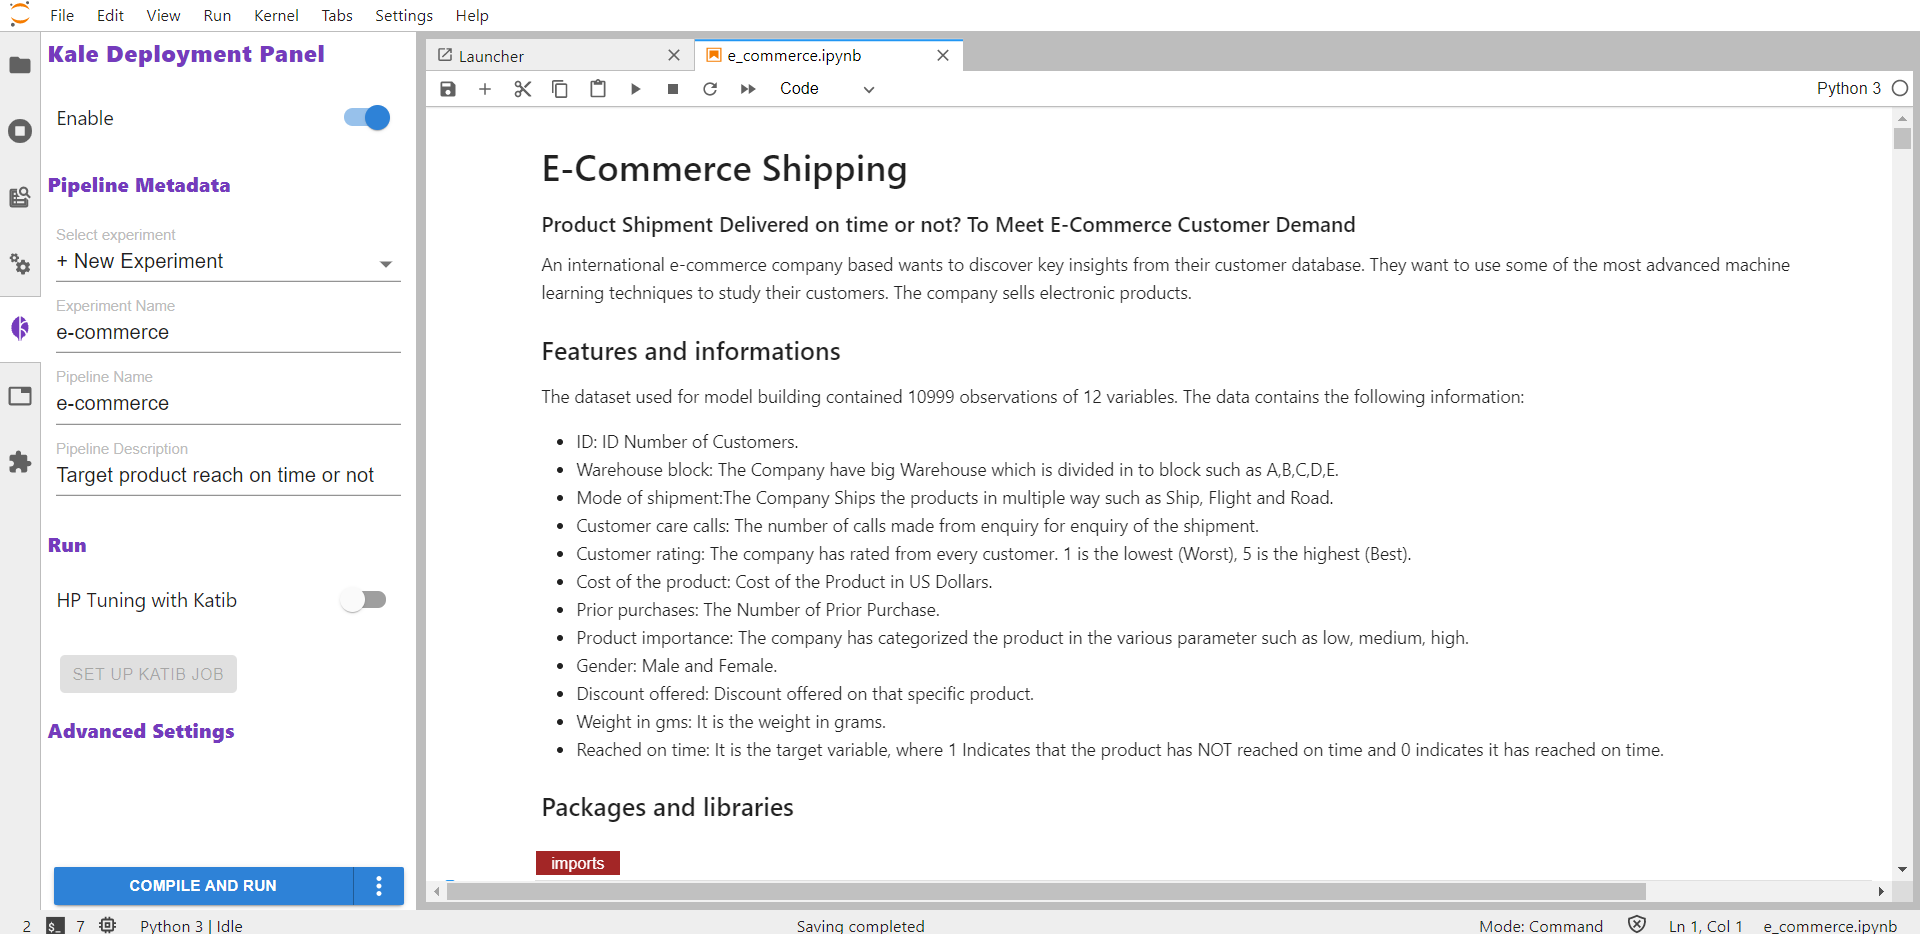 File Edit View Run Kernel Tabs Settings Help
Kale Deployment Panel
Enable
Pipeline Metadata
Select experiment
+ New Experiment
Experiment Name
e-commerce
Pipeline Name
e-commerce
Pipeline Description
Target product reach on time or not
Run
HP Tuning with Katib
SET UP KATIB JOB
Advanced Settings
COMPILE AND RUN
Launcher
e_commerce.ipynb
Code
Python 3
E-Commerce Shipping
Product Shipment Delivered on time or not? To Meet E-Commerce Customer Demand
An international e-commerce company based wants to discover key insights from their customer database. They want to use some of the most advanced machine
learning techniques to study their customers. The company sells electronic products.
Features and informations
The dataset used for model building contained 10999 observations of 12 variables. The data contains the following information:
• ID: ID Number of Customers.
• Warehouse block: The Company have big Warehouse which is divided in to block such as A,B,C,D,E.
• Mode of shipment:The Company Ships the products in multiple way such as Ship, Flight and Road.
• Customer care calls: The number of calls made from enquiry for enquiry of the shipment.
• Customer rating: The company has rated from every customer. 1 is the lowest (Worst), 5 is the highest (Best).
• Cost of the product: Cost of the Product in US Dollars.
• Prior purchases: The Number of Prior Purchase.
• Product importance: The company has categorized the product in the various parameter such as low, medium, high.
• Gender: Male and Female.
• Discount offered: Discount offered on that specific product.
• Weight in gms: It is the weight in grams.
• Reached on time: It is the target variable, where 1 Indicates that the product has NOT reached on time and 0 indicates it has reached on time.
Packages and libraries
imports
2 $_ 7 Python 3 | Idle Saving completed Mode: Command Ln 1, Col 1 e_commerce.ipynb